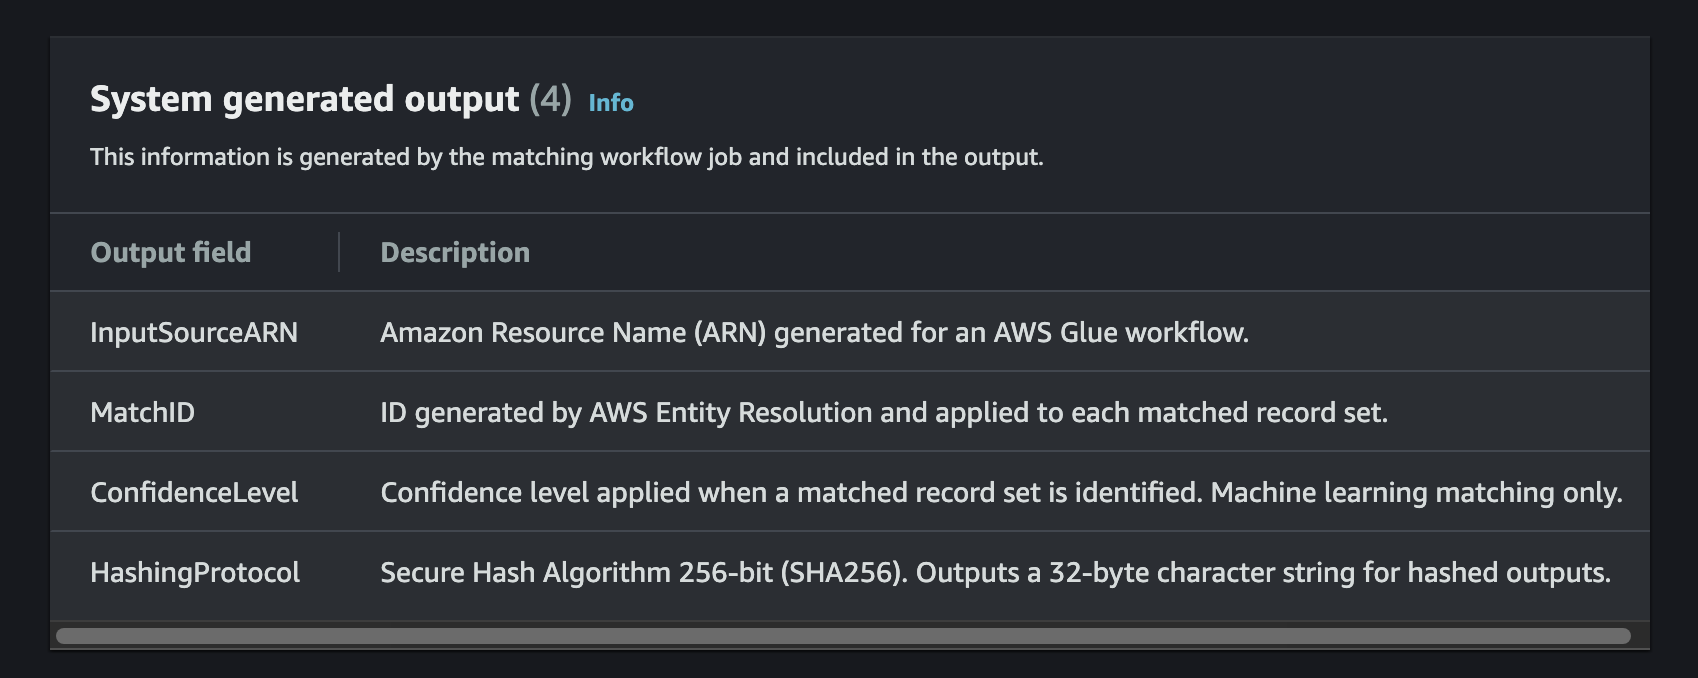 System generated output (4) Info
This information is generated by the matching workflow job and included in the output.
Output field Description
InputSourceARN Amazon Resource Name (ARN) generated for an AWS Glue workflow.
MatchID ID generated by AWS Entity Resolution and applied to each matched record set.
ConfidenceLevel Confidence level applied when a matched record set is identified. Machine learning matching only.
HashingProtocol Secure Hash Algorithm 256-bit (SHA256). Outputs a 32-byte character string for hashed outputs.